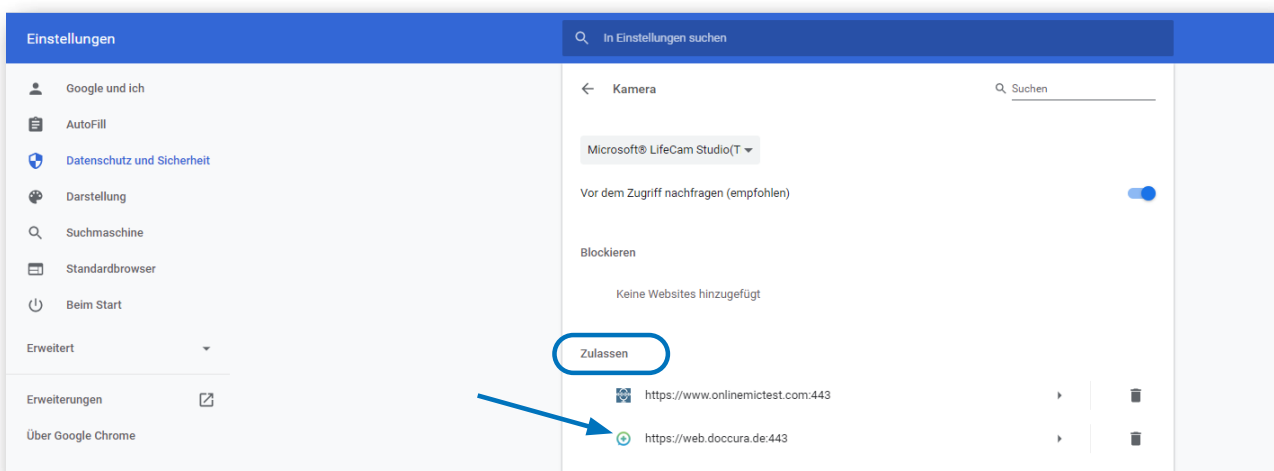 Einstellungen
In Einstellungen suchen
Google und ich
AutoFill
Datenschutz und Sicherheit
Darstellung
Suchmaschine
Standardbrowser
Beim Start
Erweitert
Erweiterungen
Über Google Chrome
Kamera
Suchen
Microsoft® LifeCam Studio(T
Vor dem Zugriff nachfragen (empfohlen)
Blockieren
Keine Websites hinzugefügt
Zulassen
https://www.onlinemictest.com:443
https://web.doccura.de:443